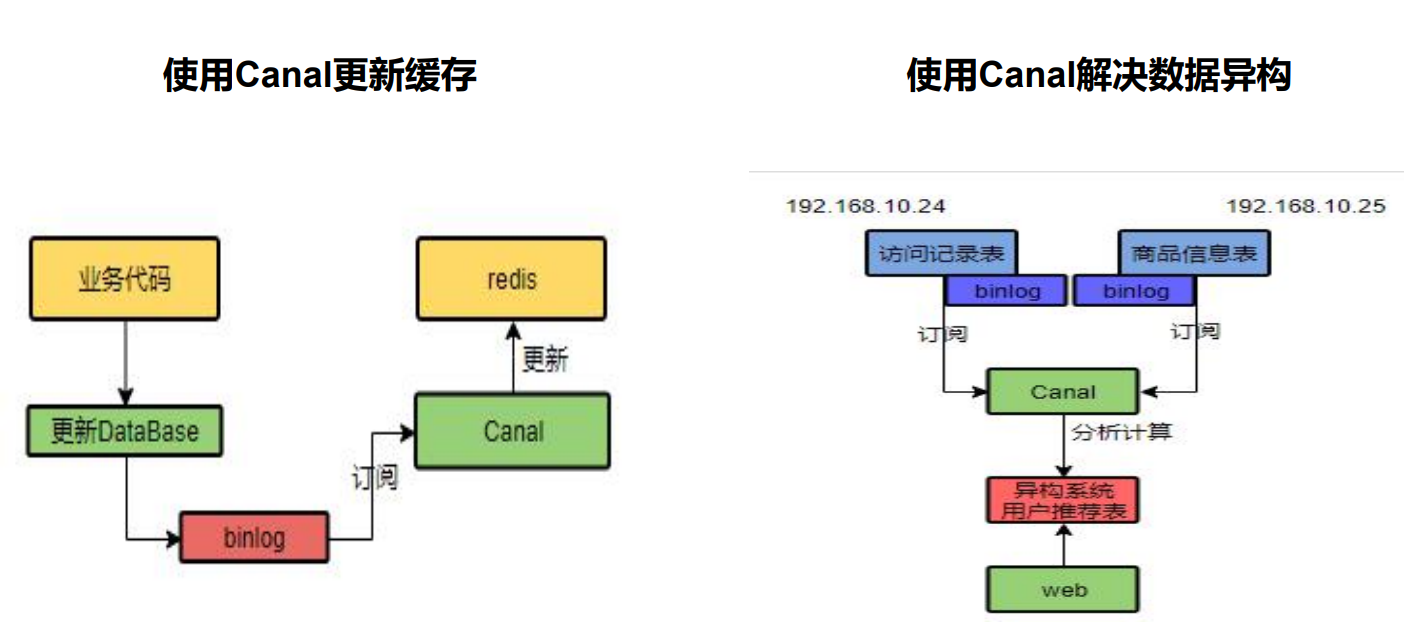 使用Canal更新缓存
业务代码
redis
更新
更新DataBase
Canal
订阅
binlog
使用Canal解决数据异构
192.168.10.24
192.168.10.25
访问记录表
商品信息表
binlog
binlog
订阅
订阅
Canal
分析计算
异构系统
用户推荐表
web